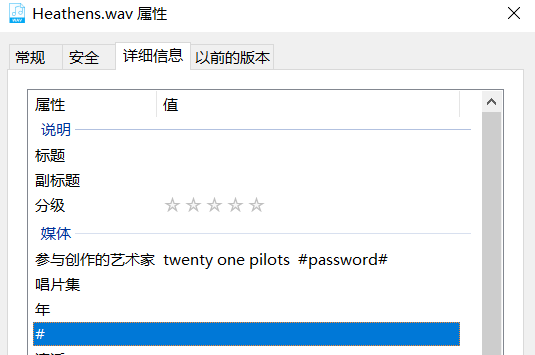 Heathens.wav 属性
常规 安全 详细信息 以前的版本
属性 值
说明
标题
副标题
分级
媒体
参与创作的艺术家 twenty one pilots #password#
唱片集
年
#